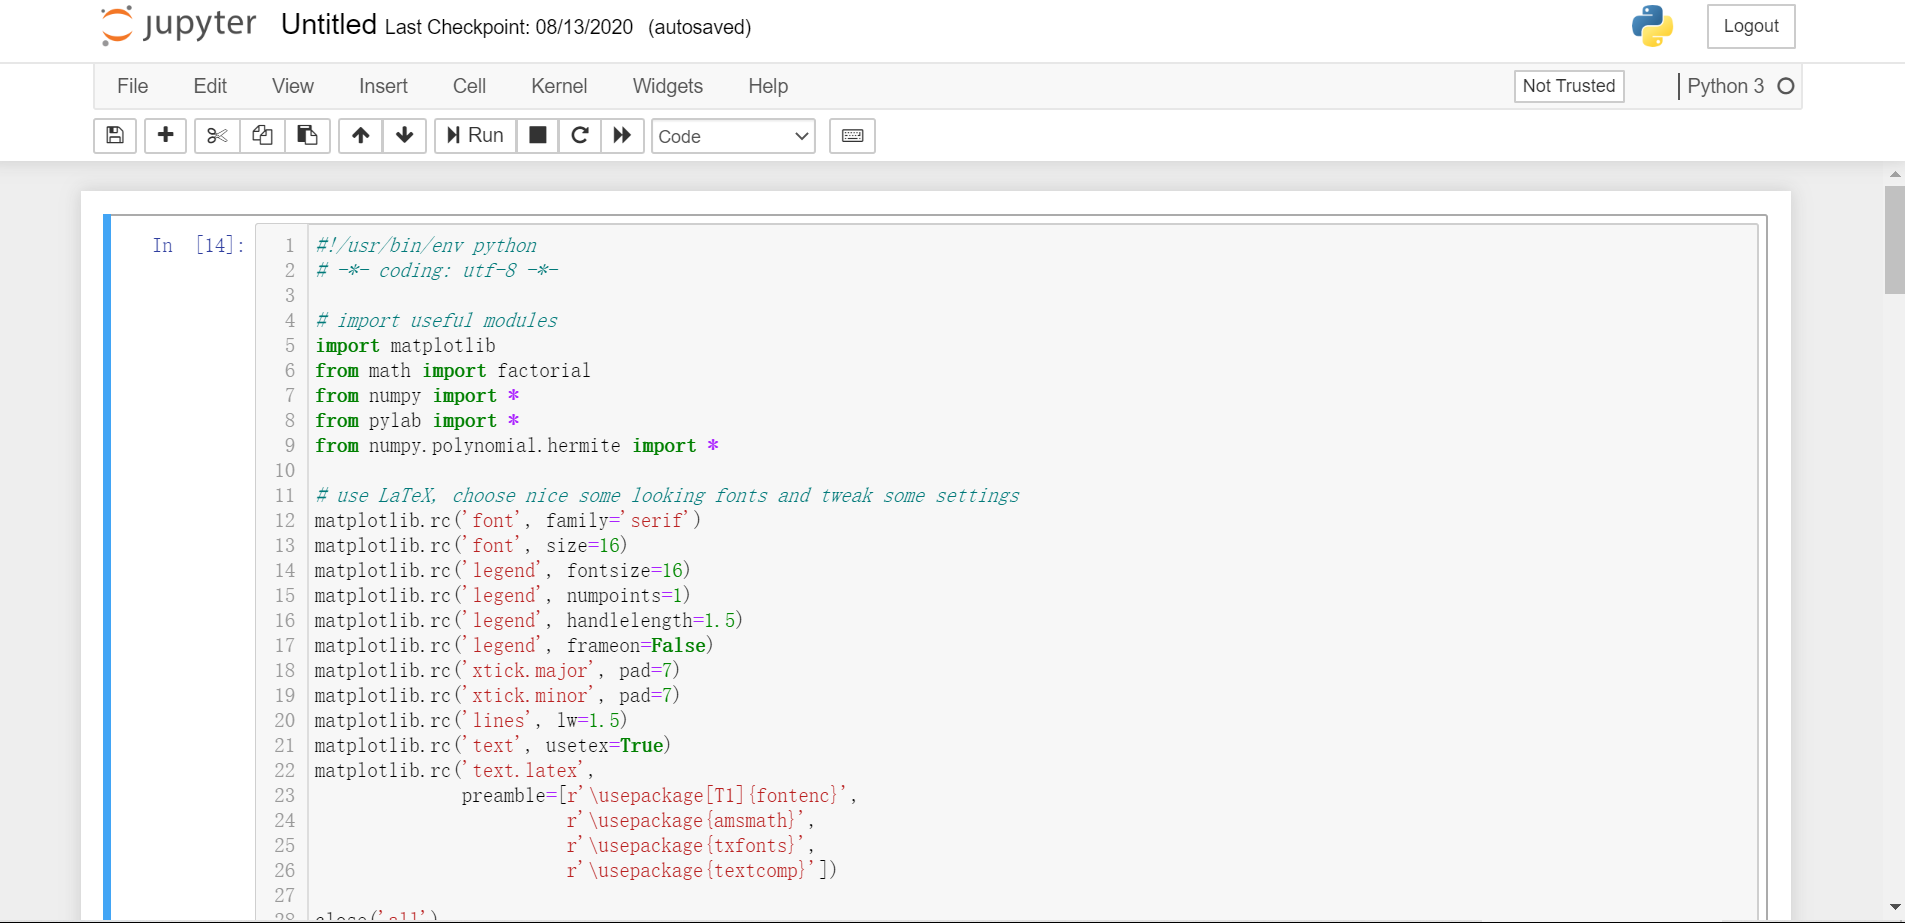 jupyter Untitled Last Checkpoint: 08/13/2020 (autosaved)
Logout
File Edit View Insert Cell Kernel Widgets Help
Not Trusted
Python 3
Run
Code
In [14]:
1 #!/usr/bin/env python
2 # -*- coding: utf-8 -*-
3
4 # import useful modules
5 import matplotlib
6 from math import factorial
7 from numpy import *
8 from pylab import *
9 from numpy.polynomial.hermite import *
10
11 # use LaTeX, choose nice some looking fonts and tweak some settings
12 matplotlib.rc('font', family='serif')
13 matplotlib.rc('font', size=16)
14 matplotlib.rc('legend', fontsize=16)
15 matplotlib.rc('legend', numpoints=1)
16 matplotlib.rc('legend', handlelength=1.5)
17 matplotlib.rc('legend', frameon=False)
18 matplotlib.rc('xtick.major', pad=7)
19 matplotlib.rc('xtick.minor', pad=7)
20 matplotlib.rc('lines', lw=1.5)
21 matplotlib.rc('text', usetex=True)
22 matplotlib.rc('text.latex',
23 preamble=[r'\usepackage[T1]{fontenc}',
24 r'\usepackage{amsmath}',
25 r'\usepackage{txfonts}',
26 r'\usepackage{textcomp}'])
27
28 close('all')